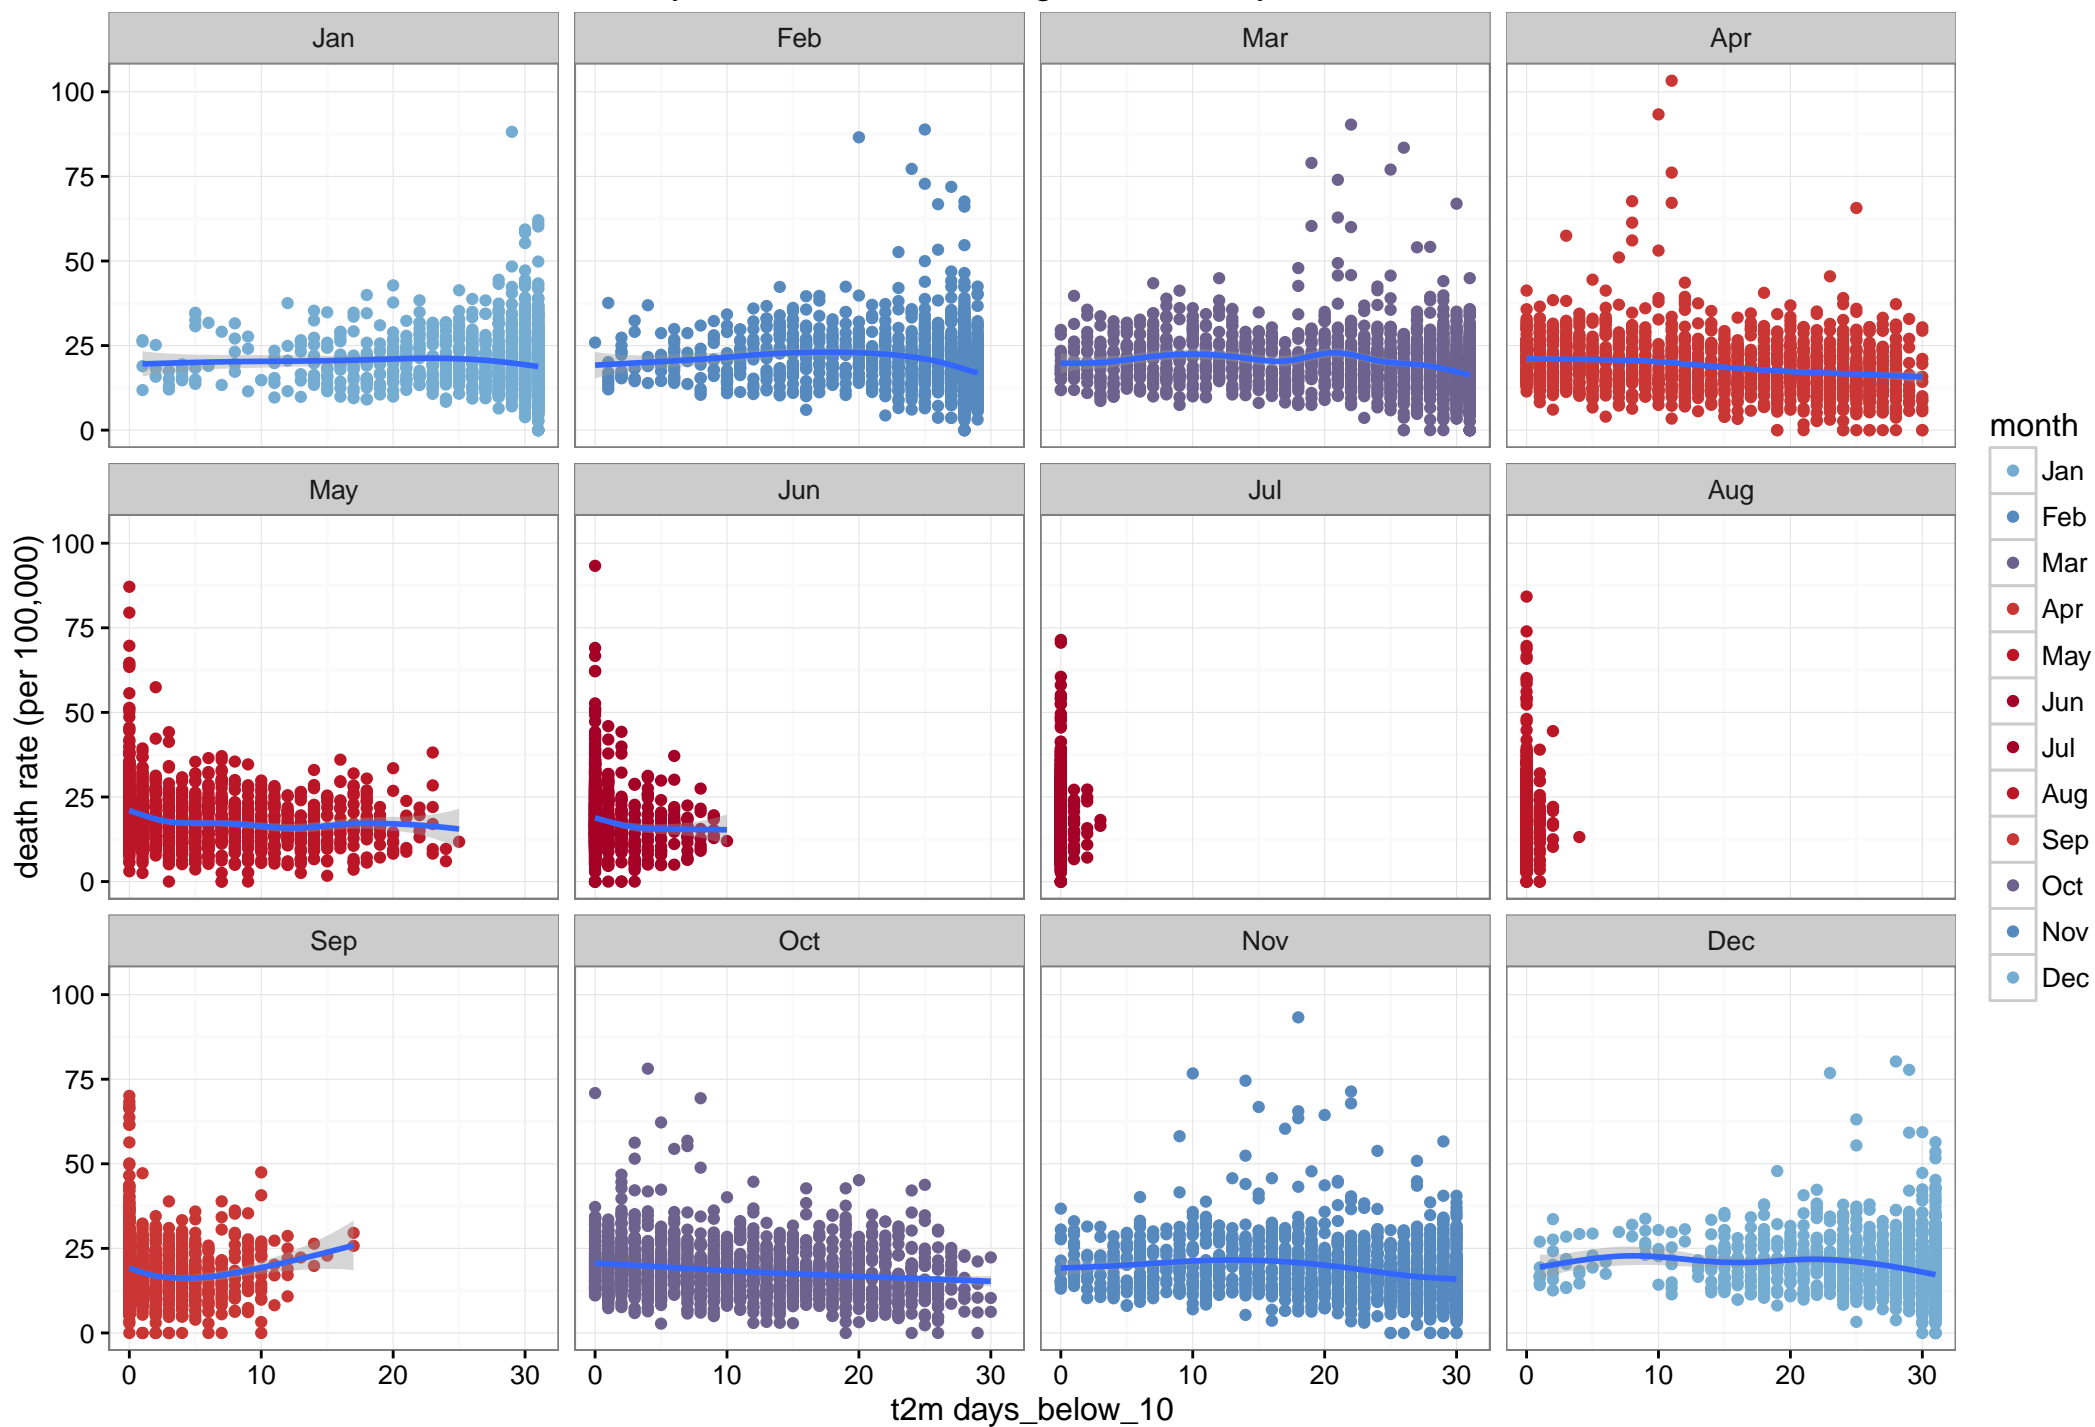 Jan Feb Mar Apr
100
75
50
25
0
May Jun Jul Aug
100
75
50
25
0
Sep Oct Nov Dec
100
75
50
25
0
0 10 20 30 0 10 20 30 0 10 20 30 0 10 20 30
t2m days_below_10
death rate (per 100,000)
month
Jan
Feb
Mar
Apr
May
Jun
Jul
Aug
Sep
Oct
Nov
Dec